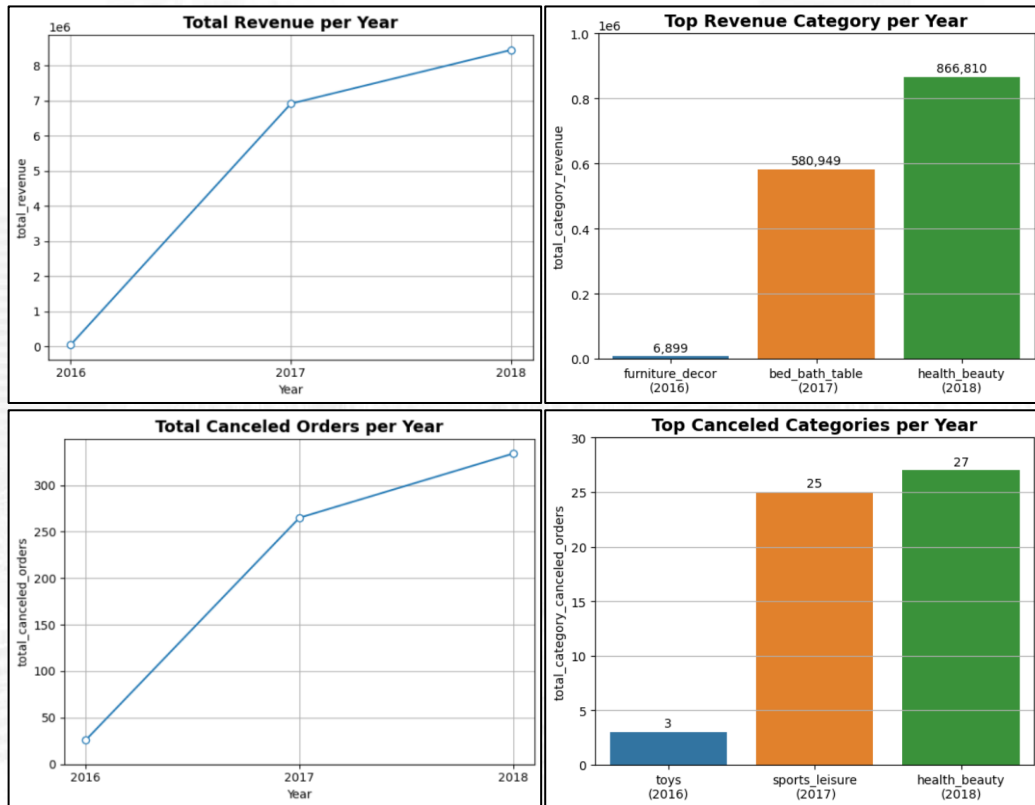 Total Revenue per Year
1e6
8
7
6
5
4
3
2
1
0
total_revenue
2016
2017
2018
Year
Top Revenue Category per Year
1e6
1.0
0.8
0.6
0.4
0.2
0.0
total_category_revenue
6,899
580,949
866,810
furniture_decor
(2016)
bed_bath_table
(2017)
health_beauty
(2018)
Total Canceled Orders per Year
300
250
200
150
100
50
0
total_canceled_orders
2016
2017
2018
Year
Top Canceled Categories per Year
30
25
20
15
10
5
0
total_category_canceled_orders
3
25
27
toys
(2016)
sports_leisure
(2017)
health_beauty
(2018)